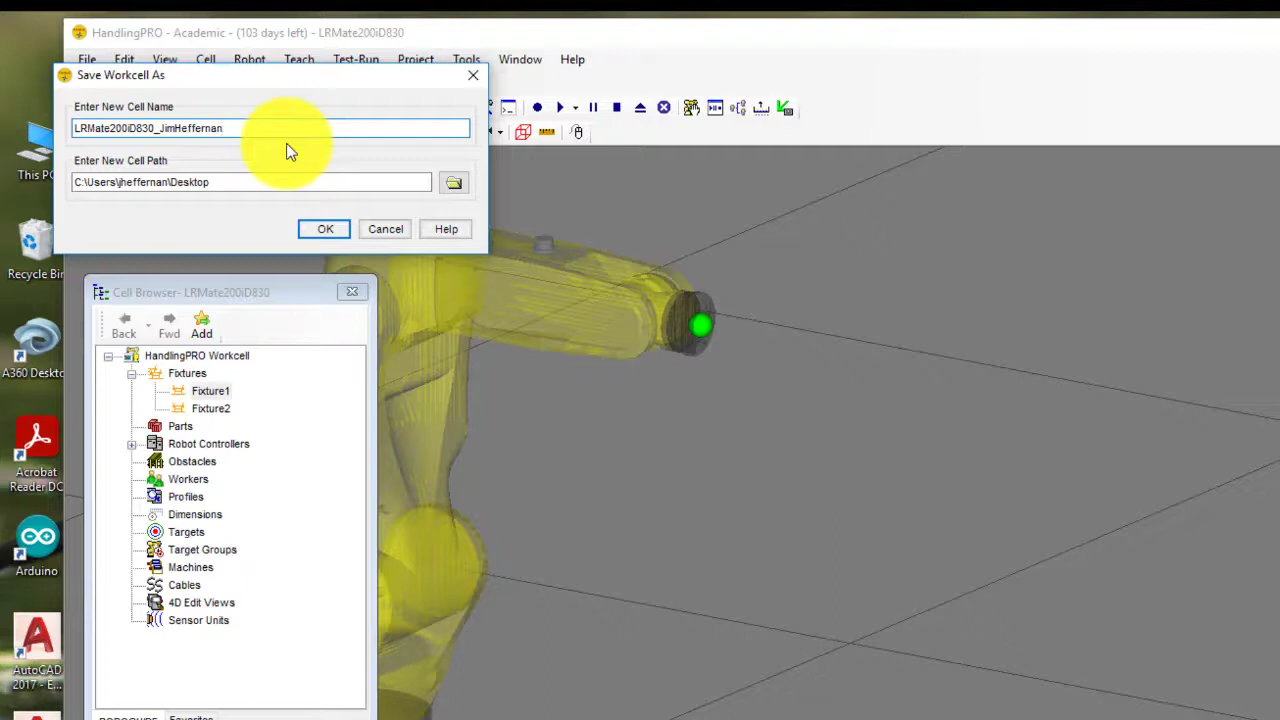 HandlingPRO - Academic - (103 days left) - LRMate200iD830
File Edit View Cell Robot Teach Test-Run Project Tools Window Help
Save Workcell As
Enter New Cell Name
LRMate200iD830_JimHeffernan
Enter New Cell Path
C:\Users\jheffernan\Desktop
OK Cancel Help
This PC
Recycle Bin
A360 Deskto
Acrobat
Reader DC
Arduino
AutoCAD
2017 - E...
Cell Browser- LRMate200iD830
Back Fwd Add
HandlingPRO Workcell
Fixtures
Fixture1
Fixture2
Parts
Robot Controllers
Obstacles
Workers
Profiles
Dimensions
Targets
Target Groups
Machines
Cables
4D Edit Views
Sensor Units
ROBOGUIDE Favorites